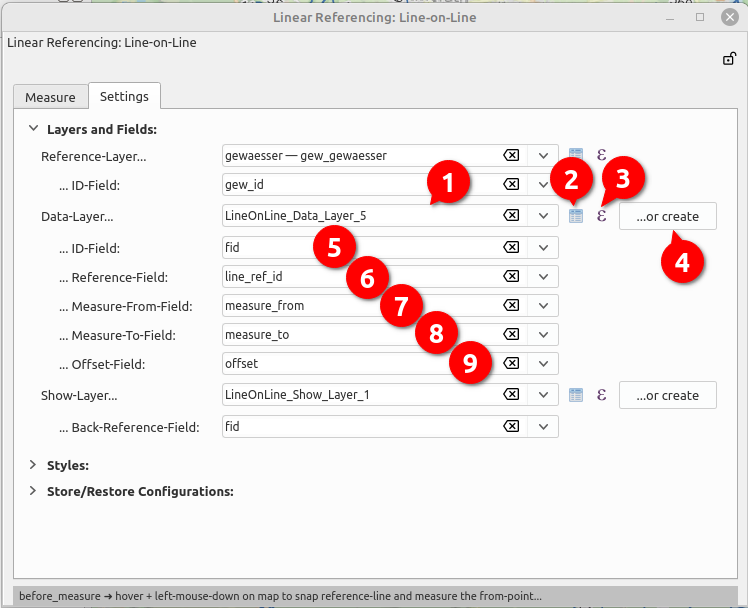 Linear Referencing: Line-on-Line
Linear Referencing: Line-on-Line
Measure Settings
Layers and Fields:
Reference-Layer... gewaesser — gew_gewaesser ε
... ID-Field: gew_id 1 2 3
Data-Layer... LineOnLine_Data_Layer_5 ε ...or create
... ID-Field: fid 5 4
... Reference-Field: line_ref_id 6
... Measure-From-Field: measure_from 7
... Measure-To-Field: measure_to 8
... Offset-Field: offset 9
Show-Layer... LineOnLine_Show_Layer_1 ε ...or create
... Back-Reference-Field: fid
Styles:
Store/Restore Configurations:
before_measure ➜ hover + left-mouse-down on map to snap reference-line and measure the from-point...